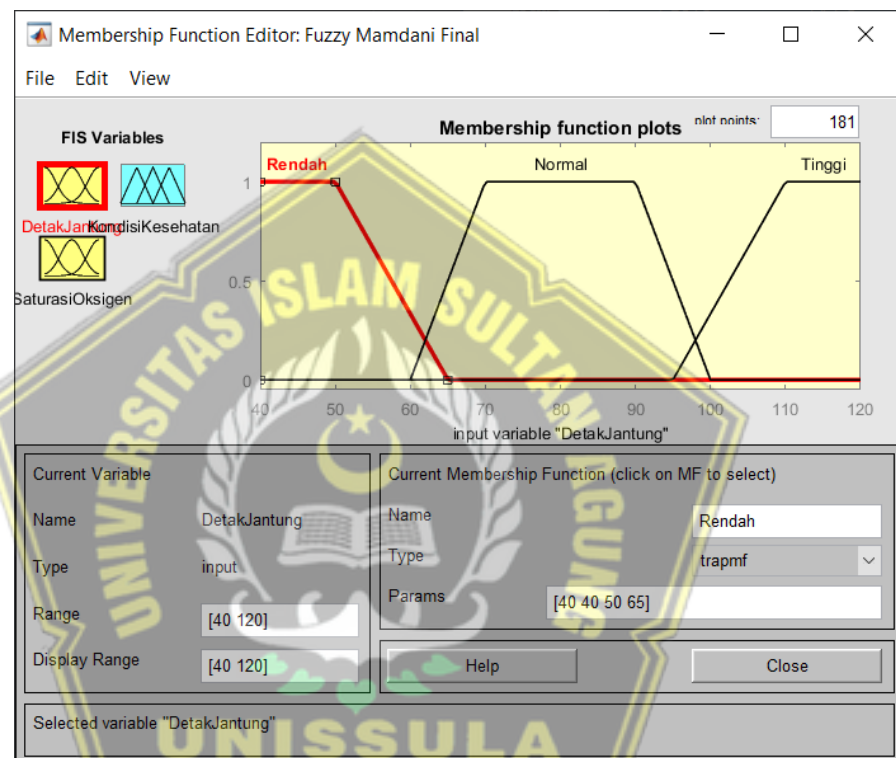 Membership Function Editor: Fuzzy Mamdani Final
File Edit View
FIS Variables
DetakJantung
KondisiKesehatan
SaturasiOksigen
Membership function plots
plot points:
181
Rendah
Normal
Tinggi
1
0.5
0
40 50 60 70 80 90 100 110 120
input variable "DetakJantung"
Current Variable
Name DetakJantung
Type input
Range [40 120]
Display Range [40 120]
Current Membership Function (click on MF to select)
Name Rendah
Type trapmf
Params [40 40 50 65]
Help
Close
Selected variable "DetakJantung"
UNIVERSITAS ISLAM SULTAN AGUNG
UNISSULA